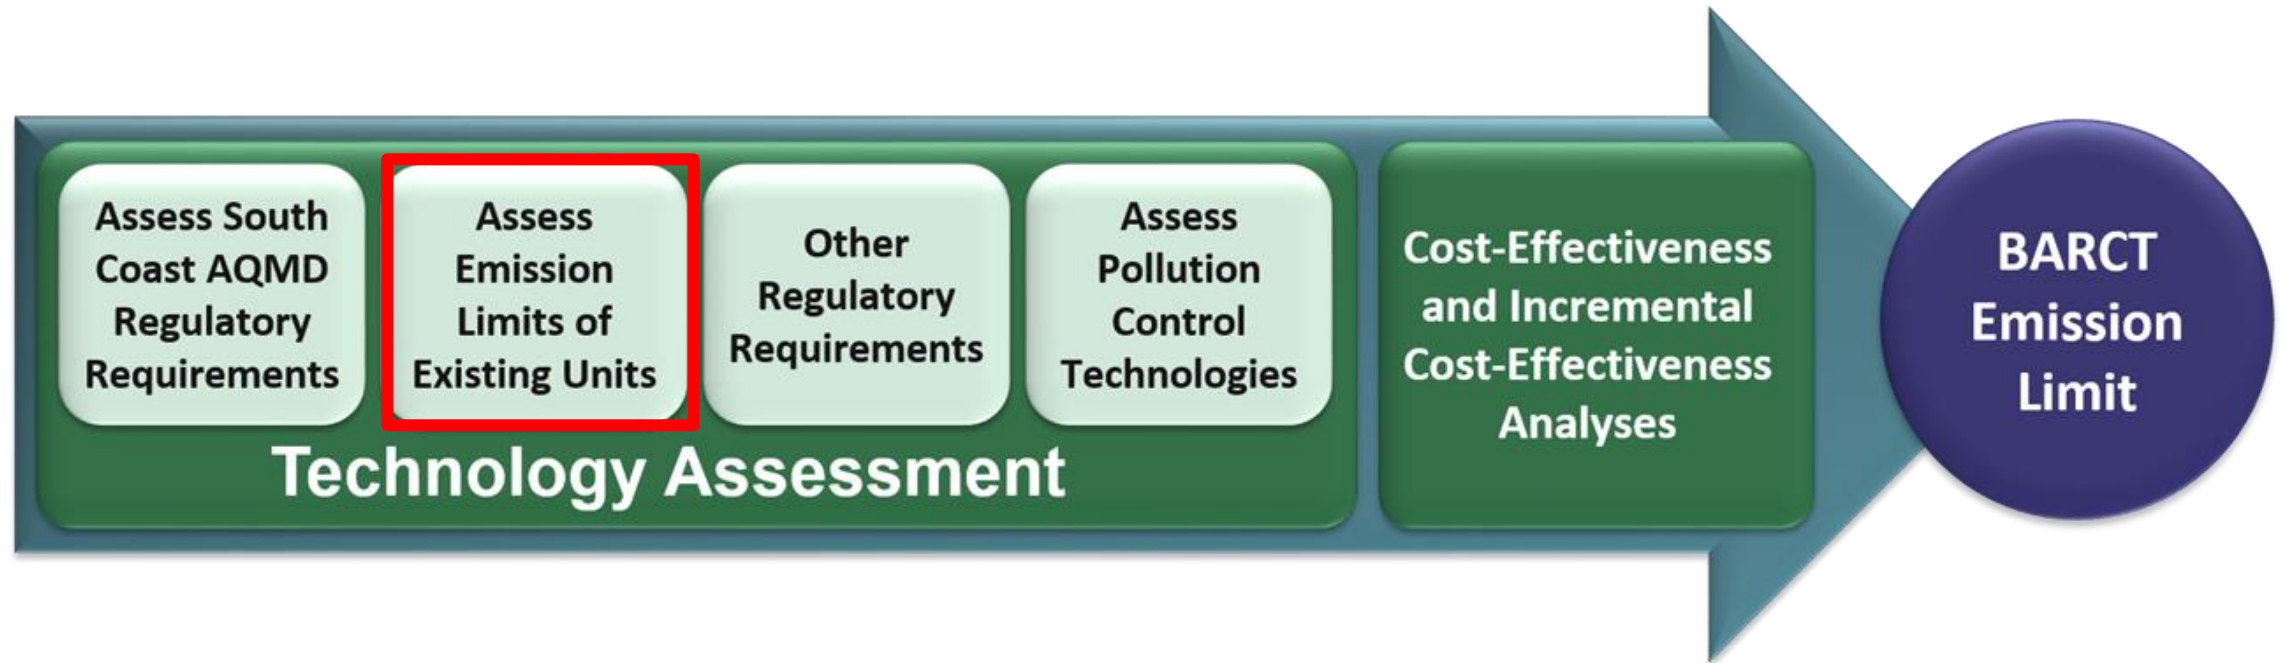 Assess South
Coast AQMD
Regulatory
Requirements
Assess
Emission
Limits of
Existing Units
Other
Regulatory
Requirements
Assess
Pollution
Control
Technologies
Technology Assessment
Cost-Effectiveness
and Incremental
Cost-Effectiveness
Analyses
BARCT
Emission
Limit